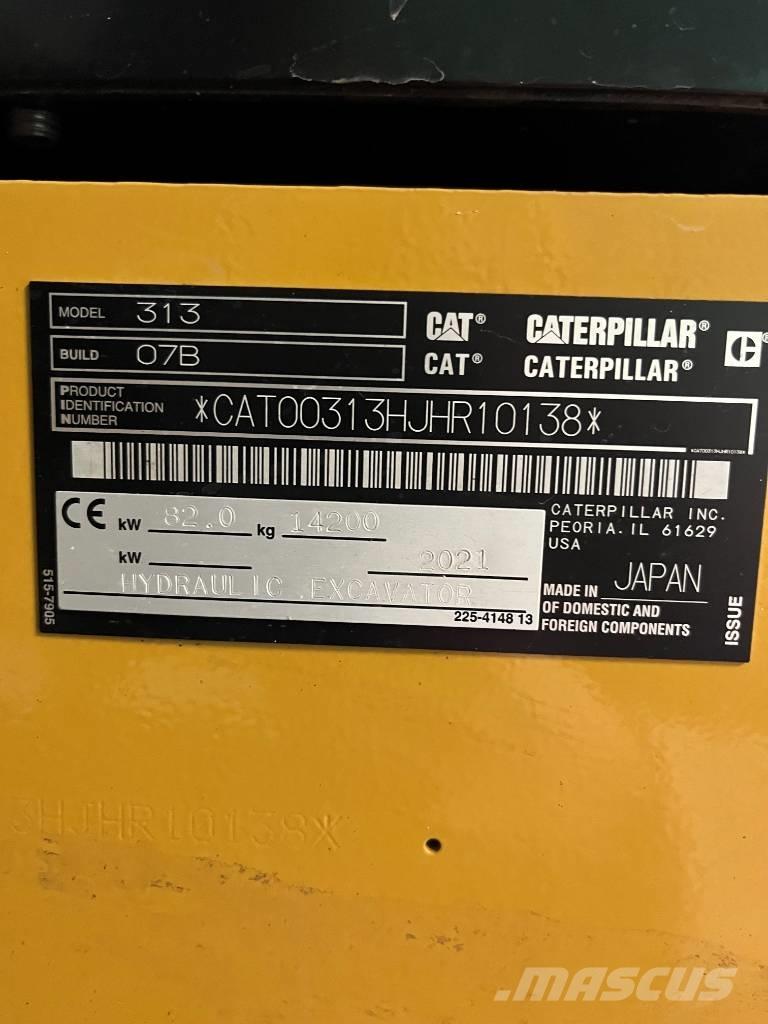 MODEL 313
BUILD 07B
CAT® CATERPILLAR®
CAT® CATERPILLAR®
C ®
PRODUCT
IDENTIFICATION
NUMBER
*CAT00313HJHR10138*
*CAT00313HJHR10138*
CE kW 82.0 kg 14200
kW 2021
HYDRAULIC EXCAVATOR
225-4148 13
515-7905
CATERPILLAR INC.
PEORIA. IL 61629
USA
MADE IN JAPAN
OF DOMESTIC AND
FOREIGN COMPONENTS
ISSUE
3HJHR10138*
MASCUS